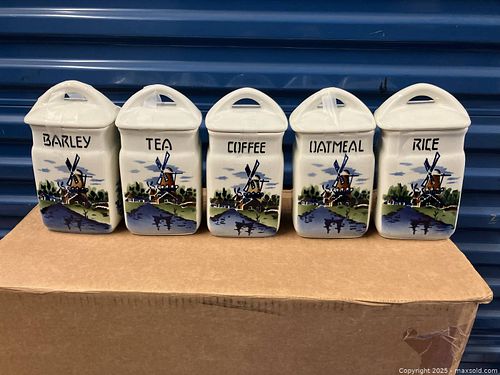 BARLEY
TEA
COFFEE
OATMEAL
RICE
Copyright 2025 - maxsold.com